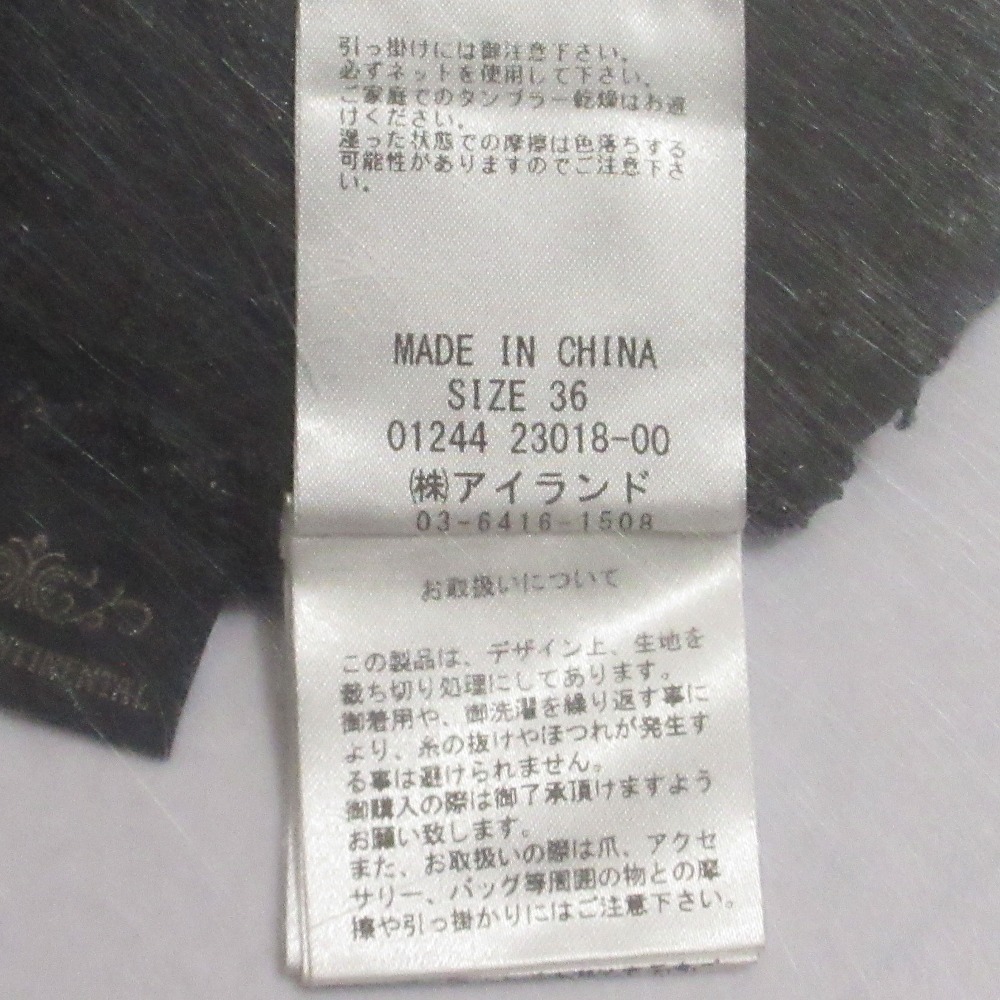 引っ掛けには御注意下さい。
必ずネットを使用して下さい。
ご家庭でのタンブラー乾燥はお避
けください。
湿った状態での摩擦は色落ちする
可能性がありますのでご注意下さ
い。
MADE IN CHINA
SIZE 36
01244 23018-00
㈱アイランド
03-6416-1508
お取扱いについて
この製品は、デザイン上、生地を
裁ち切り処理にしてあります。
御着用や、御洗濯を繰り返す事に
より、糸の抜けやほつれが発生す
る事は避けられません。
御購入の際は御了承頂けますよう
お願い致します。
また、お取扱いの際は爪、アクセ
サリー、バッグ等周囲の物との摩
擦や引っ掛かりにはご注意下さい。